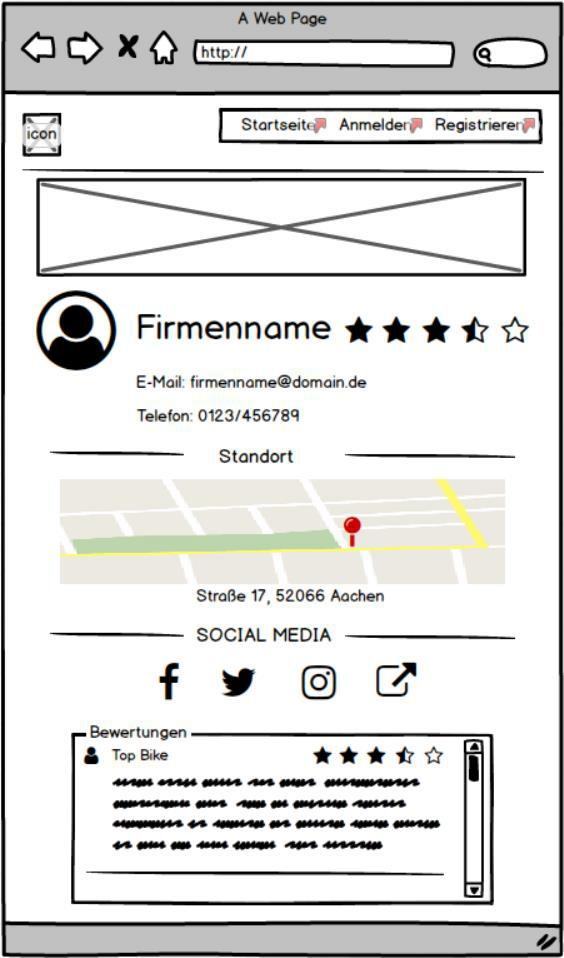 A Web Page
http://
icon
Startseite Anmelden Registrieren
Firmenname
E-Mail: firmenname@domain.de
Telefon: 0123/456789
Standort
Straße 17, 52066 Aachen
SOCIAL MEDIA
Bewertungen
Top Bike